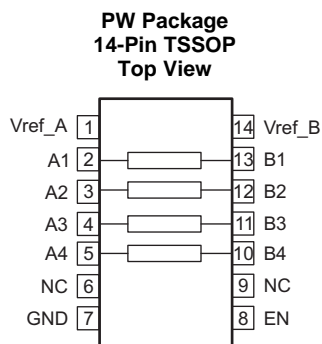 PW Package
14-Pin TSSOP
Top View
Vref_A 1 14 Vref_B
A1 2 13 B1
A2 3 12 B2
A3 4 11 B3
A4 5 10 B4
NC 6 9 NC
GND 7 8 EN